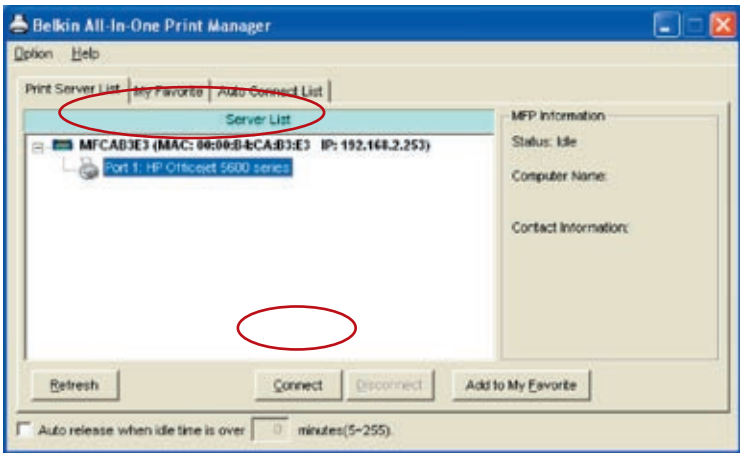 Belkin All-In-One Print Manager
Option Help
Print Server List My Favorite Auto Connect List
Server List
MFCAB3E3 (MAC: 00:00:B4:CA:B3:E3 IP: 192.168.2.253)
Port 1: HP Officejet 5600 series
MFP Information
Status: Idle
Computer Name:
Contact Information:
Refresh Connect Disconnect Add to My Favorite
Auto release when idle time is over 0 minutes(5~255).